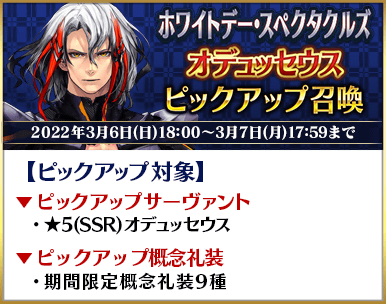 ホワイトデー・スペクタクルズ
オデュッセウス
ピックアップ召喚
2022年3月6日(日)18:00～3月7日(月)17:59まで
【ピックアップ対象】
▼ピックアップサーヴァント
・★5(SSR)オデュッセウス
▼ピックアップ概念礼装
・期間限定概念礼装9種